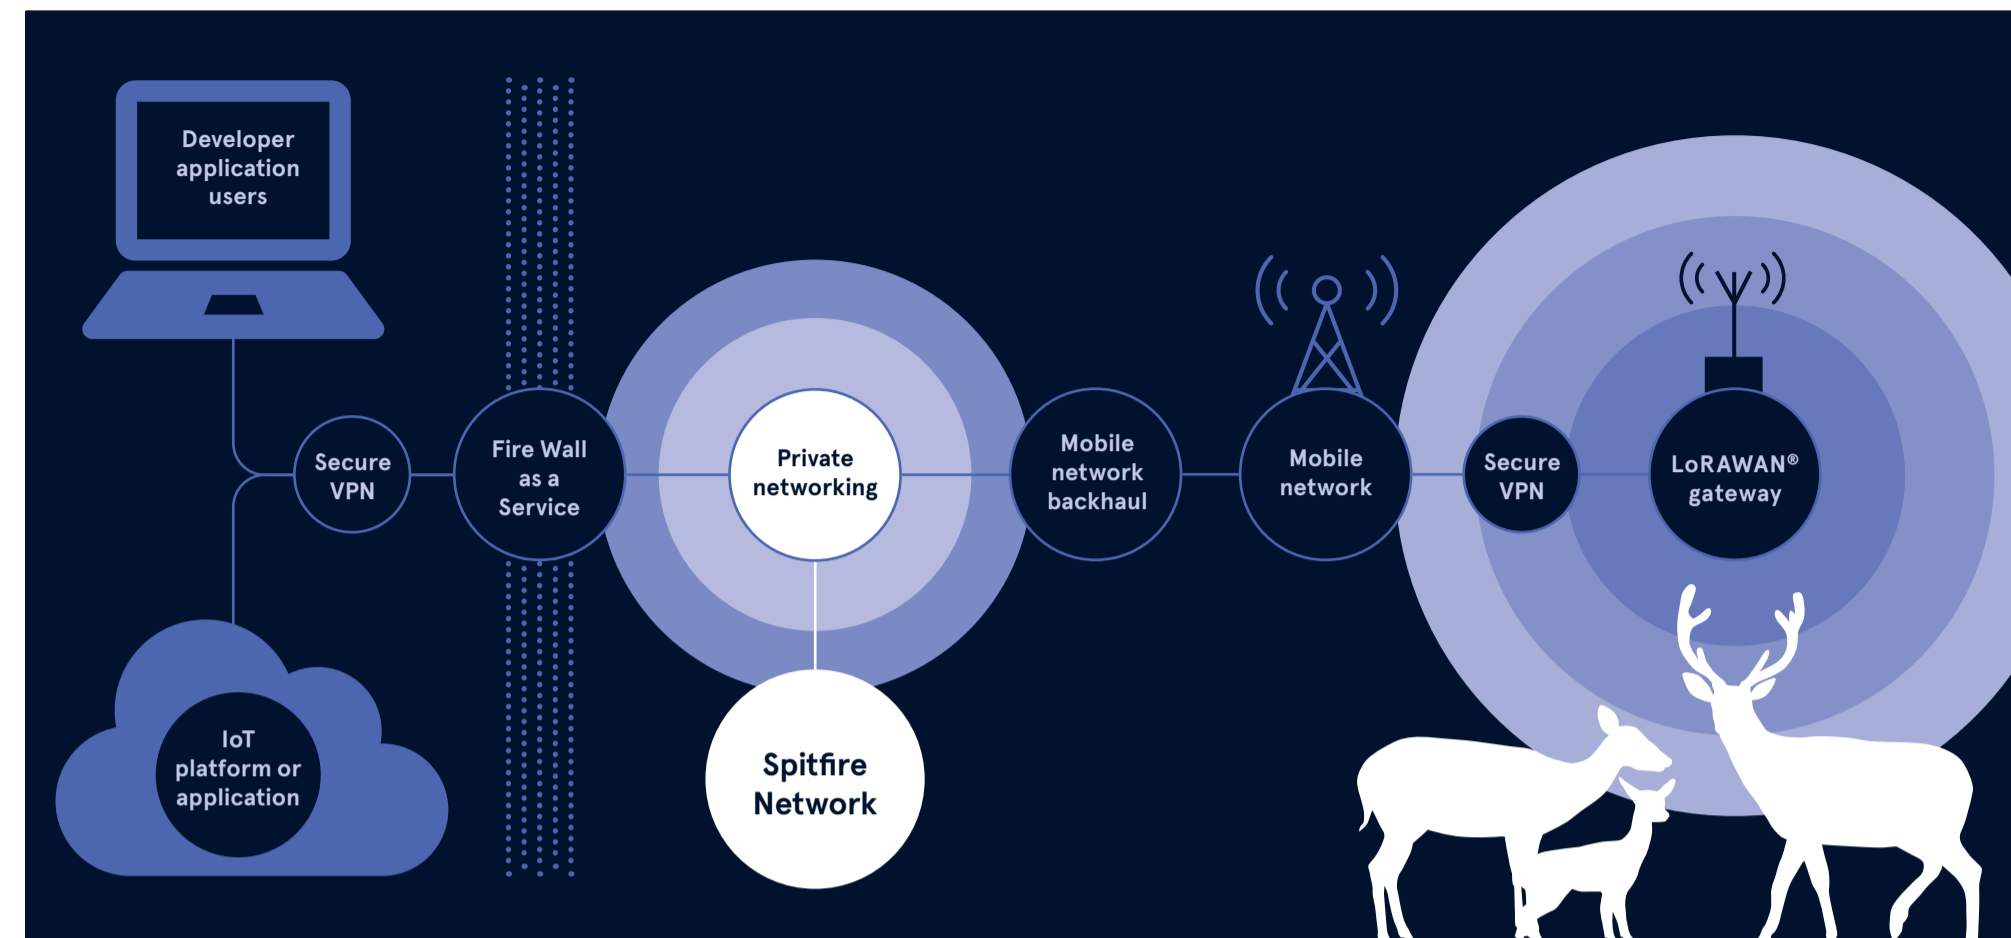 Developer
application
users
Secure
VPN
Fire Wall
as a
Service
Private
networking
Mobile
network
backhaul
Mobile
network
Secure
VPN
LoRAWAN®
gateway
IoT
platform or
application
Spitfire
Network